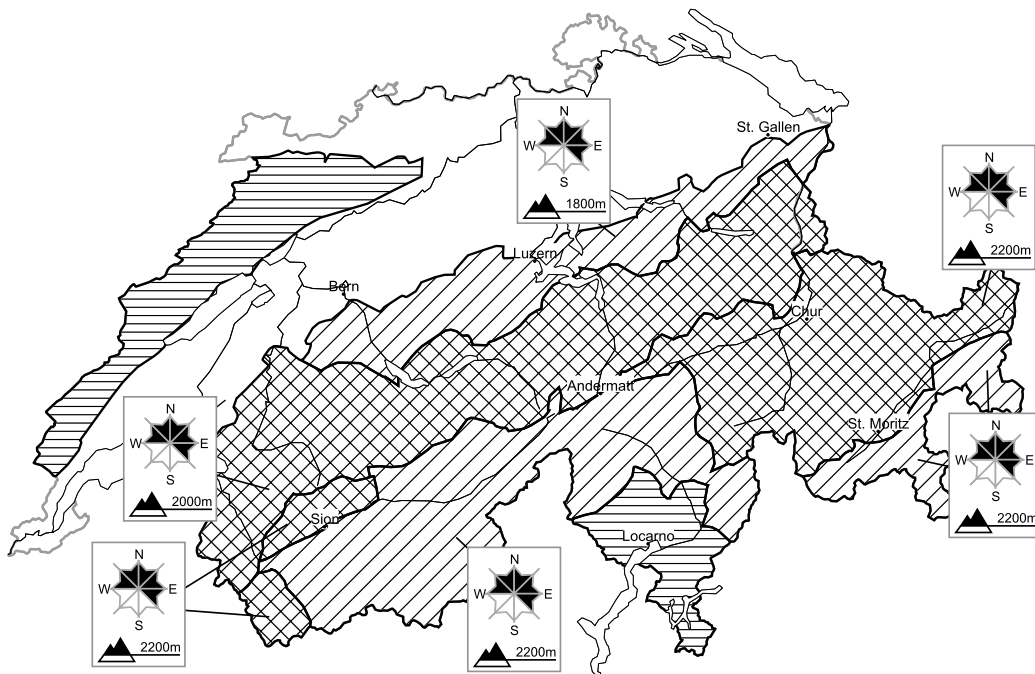 N
W E
S
1800m
St. Gallen
N
W E
S
2200m
Luzern
Bern
Chur
Andermatt
N
W E
S
2000m
St. Moritz
N
W E
S
2200m
Sion
Locarno
N
W E
S
2200m
N
W E
S
2200m